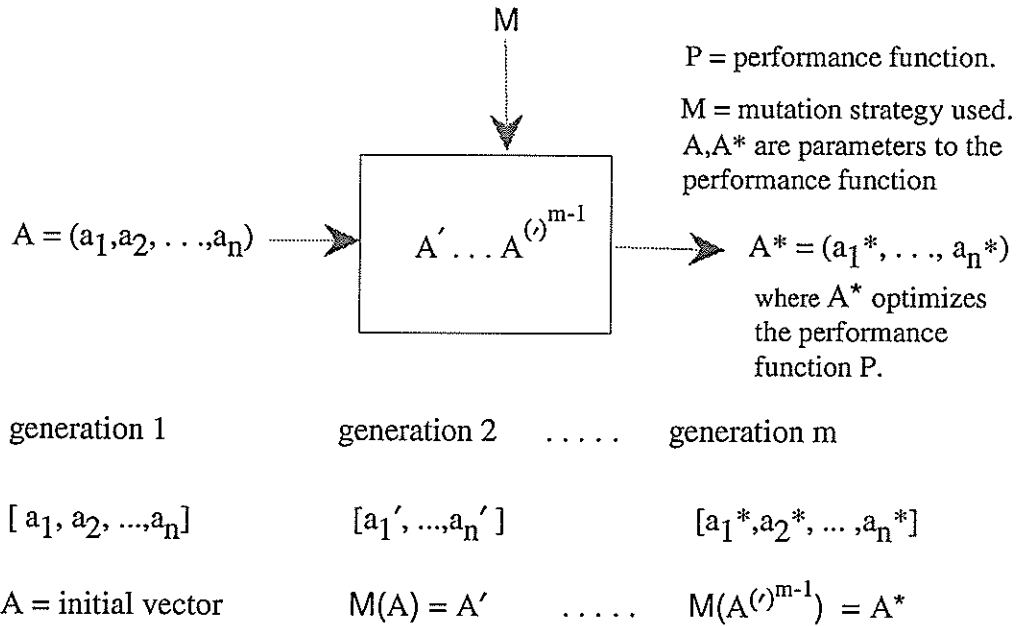 M
P = performance function.
M = mutation strategy used.
A,A* are parameters to the
performance function
A = (a₁,a₂, . . .,aₙ)
A′ . . . A⁽′⁾ᵐ⁻¹
A* = (a₁*, . . ., aₙ*)
where A* optimizes
the performance
function P.
generation 1 generation 2 . . . . . generation m
[ a₁, a₂, ...,aₙ] [a₁′, ...,aₙ′ ] [a₁*,a₂*, ... ,aₙ*]
A = initial vector M(A) = A′ . . . . . M(A⁽′⁾ᵐ⁻¹) = A*